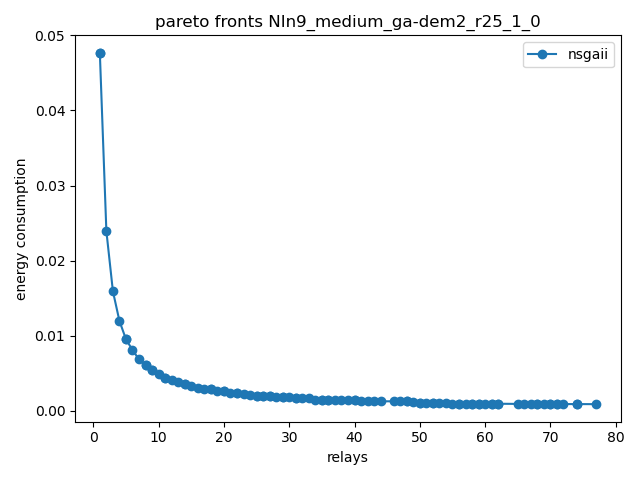 pareto fronts NIn9_medium_ga-dem2_r25_1_0
nsgaii
0.05
0.04
0.03
0.02
0.01
0.00
energy consumption
0 10 20 30 40 50 60 70 80
relays